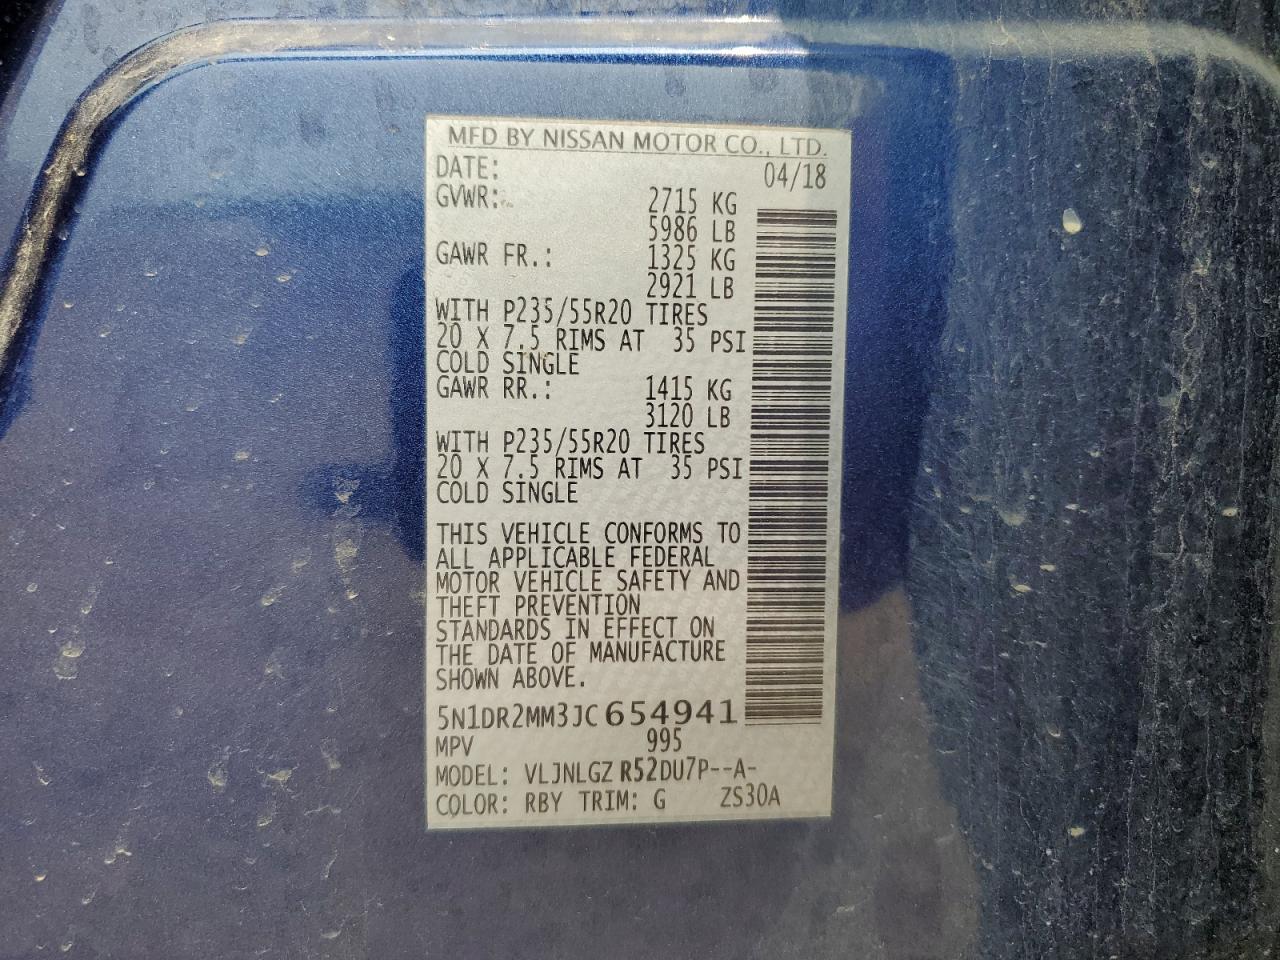 MFD BY NISSAN MOTOR CO., LTD.
DATE: 04/18
GVWR: 2715 KG
5986 LB
GAWR FR.: 1325 KG
2921 LB
WITH P235/55R20 TIRES
20 X 7.5 RIMS AT 35 PSI
COLD SINGLE
GAWR RR.: 1415 KG
3120 LB
WITH P235/55R20 TIRES
20 X 7.5 RIMS AT 35 PSI
COLD SINGLE
THIS VEHICLE CONFORMS TO
ALL APPLICABLE FEDERAL
MOTOR VEHICLE SAFETY AND
THEFT PREVENTION
STANDARDS IN EFFECT ON
THE DATE OF MANUFACTURE
SHOWN ABOVE.
5N1DR2MM3JC654941
MPV 995
MODEL: VLJNLGZ R52DU7P--A-
COLOR: RBY TRIM: G ZS30A